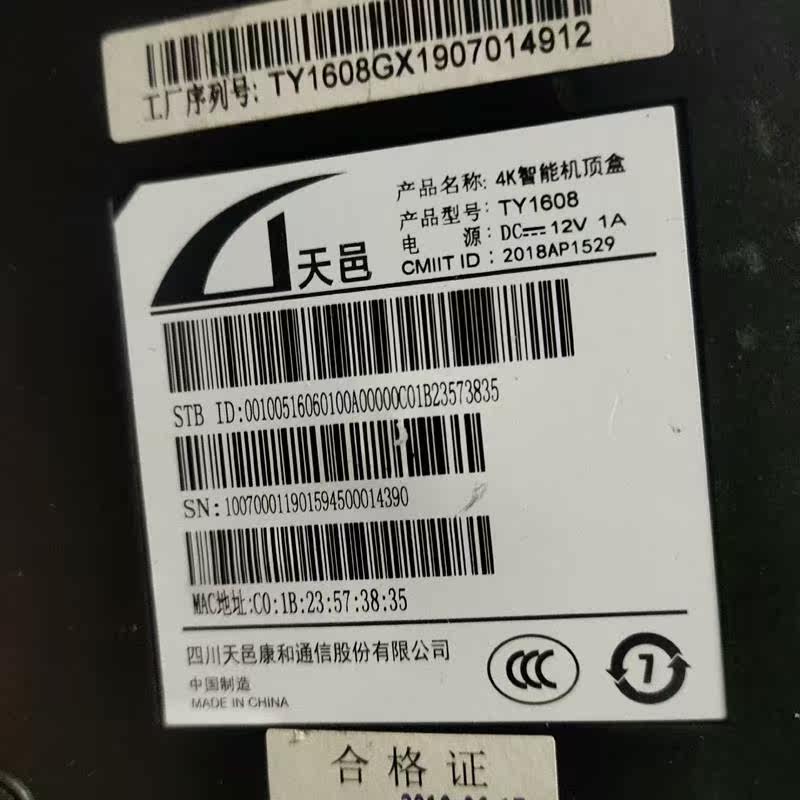 工厂序列号: TY1608GX1907014912
天邑
产品名称: 4K智能机顶盒
产品型号: TY1608
电 源: DC⎓12V 1A
CMIIT ID : 2018AP1529
STB ID:00100516060100A00000C01B23573835
SN:100700011901594500014390
MAC地址:C0:1B:23:57:38:35
四川天邑康和通信股份有限公司
中国制造
MADE IN CHINA
CCC
7
合格证